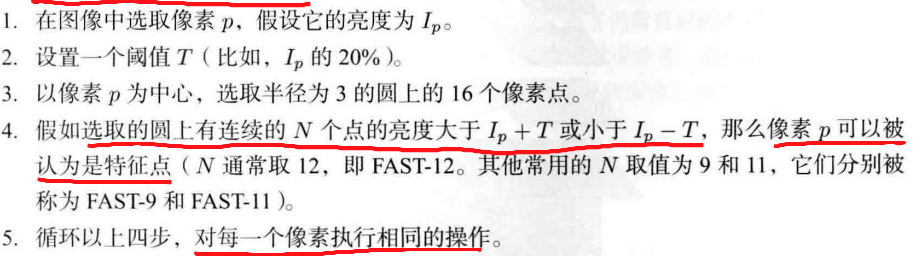 1. 在图像中选取像素 p，假设它的亮度为 Ip。
2. 设置一个阈值 T（比如，Ip 的 20%）。
3. 以像素 p 为中心，选取半径为 3 的圆上的 16 个像素点。
4. 假如选取的圆上有连续的 N 个点的亮度大于 Ip + T 或小于 Ip − T，那么像素 p 可以被
认为是特征点（N 通常取 12，即 FAST-12。其他常用的 N 取值为 9 和 11，它们分别被
称为 FAST-9 和 FAST-11）。
5. 循环以上四步，对每一个像素执行相同的操作。